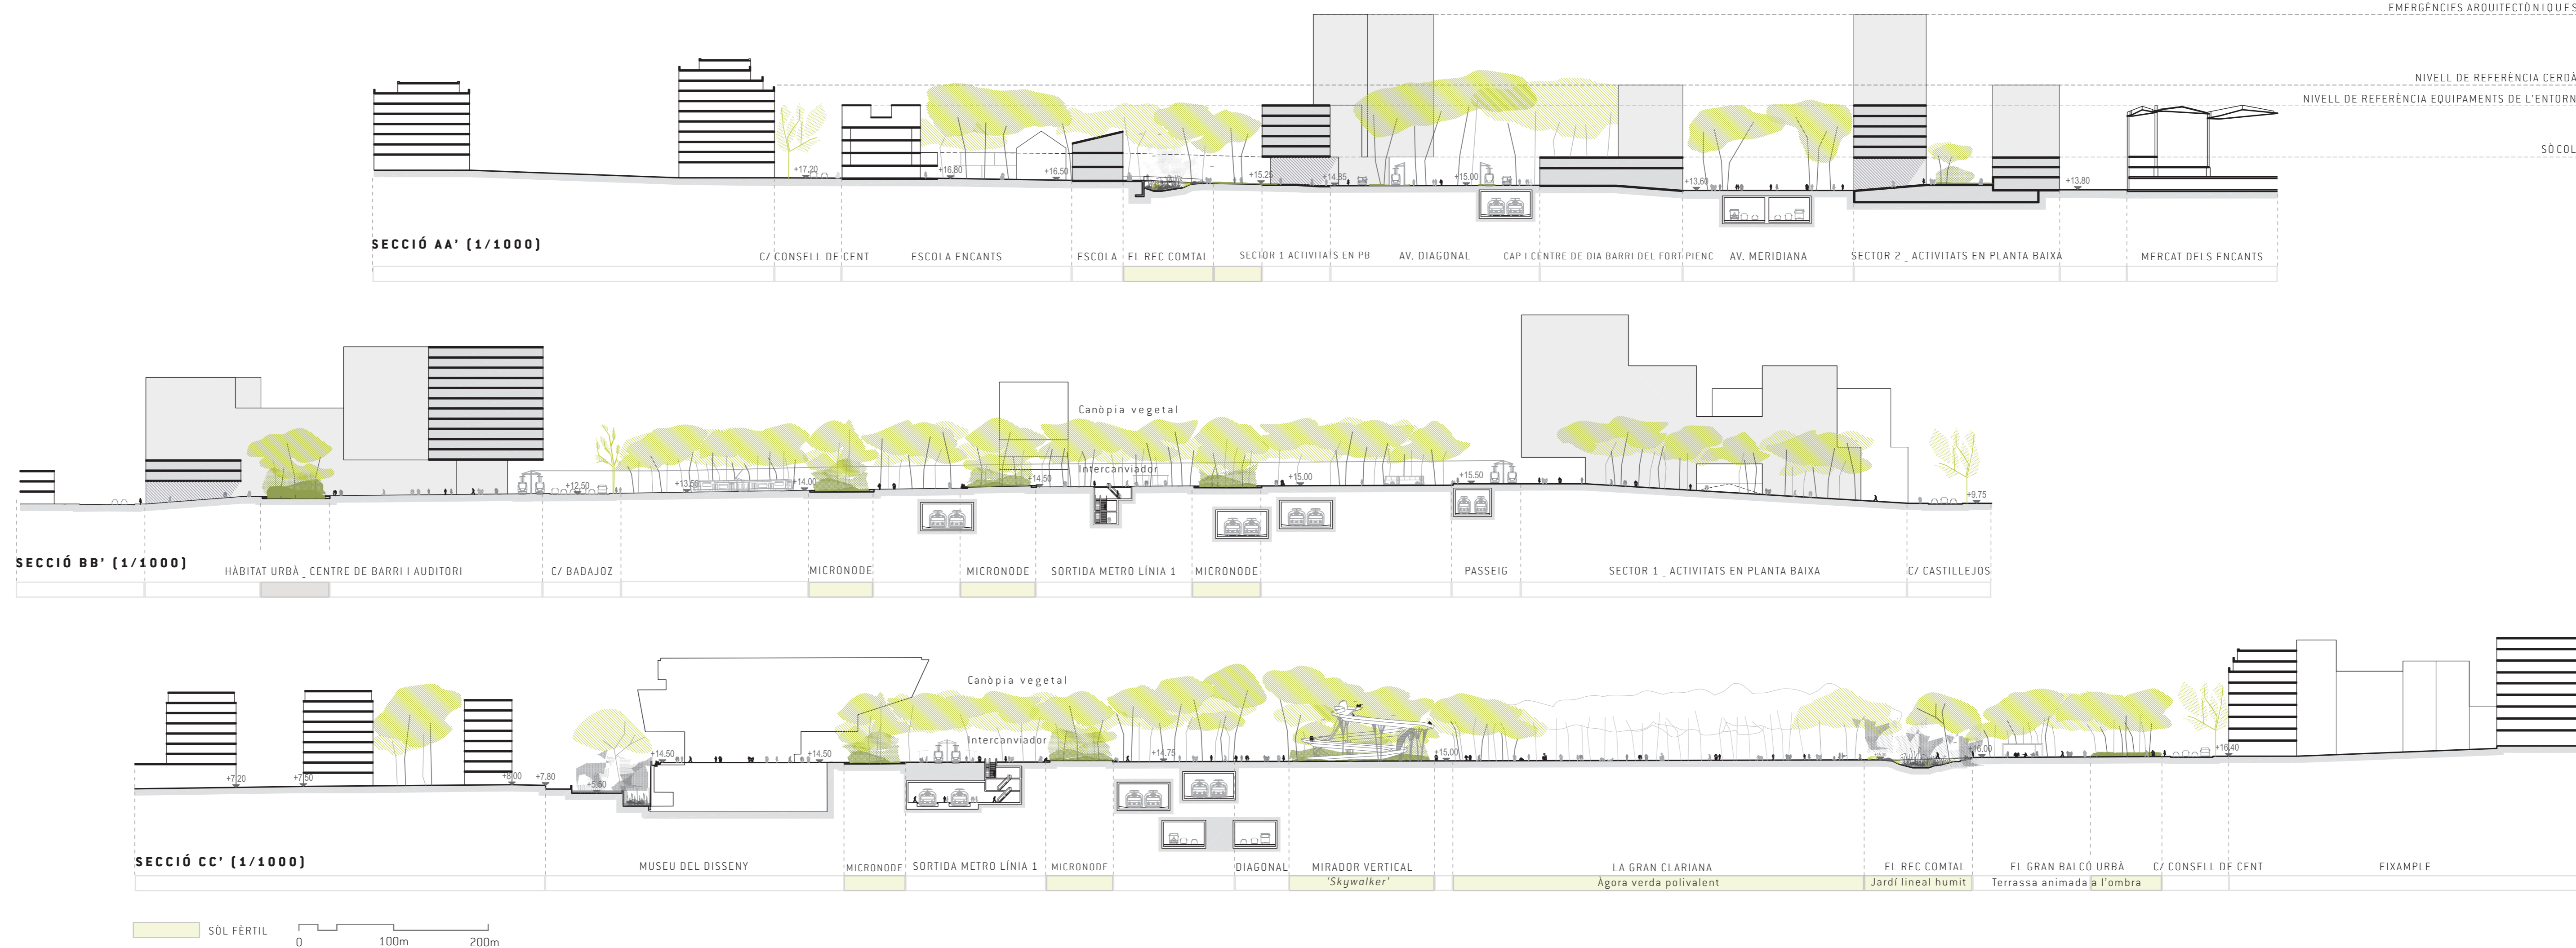 EMERGÈNCIES ARQUITECTÒNIQUES
NIVELL DE REFERÈNCIA CERDÀ
NIVELL DE REFERÈNCIA EQUIPAMENTS DE L'ENTORN
SÒCOL
+17,20
+16,80
+16,50
+15,25
+14,85
+15,00
+13,60
+13,80
SECCIÓ AA' (1/1000)
C/ CONSELL DE CENT
ESCOLA ENCANTS
ESCOLA
EL REC COMTAL
SECTOR 1 ACTIVITATS EN PB
AV. DIAGONAL
CAP I CENTRE DE DIA BARRI DEL FORT PIENC
AV. MERIDIANA
SECTOR 2 _ ACTIVITATS EN PLANTA BAIXA
MERCAT DELS ENCANTS
Canòpia vegetal
Intercanviador
+12,50
+13,50
+14,00
+14,50
+15,00
+15,50
+9,75
SECCIÓ BB' (1/1000)
HÀBITAT URBÀ _ CENTRE DE BARRI I AUDITORI
C/ BADAJOZ
MICRONODE
MICRONODE
SORTIDA METRO LÍNIA 1
MICRONODE
PASSEIG
SECTOR 1 _ ACTIVITATS EN PLANTA BAIXA
C/ CASTILLEJOS
Canòpia vegetal
Intercanviador
+7,20
+7,50
+8,00
+7,80
+5,50
+14,50
+14,50
+14,75
+15,00
+16,00
+16,40
SECCIÓ CC' (1/1000)
MUSEU DEL DISSENY
MICRONODE
SORTIDA METRO LÍNIA 1
MICRONODE
DIAGONAL
MIRADOR VERTICAL
LA GRAN CLARIANA
EL REC COMTAL
EL GRAN BALCÓ URBÀ
C/ CONSELL DE CENT
EIXAMPLE
'Skywalker'
Àgora verda polivalent
Jardí lineal humit
Terrassa animada a l'ombra
SÒL FÈRTIL
0
100m
200m